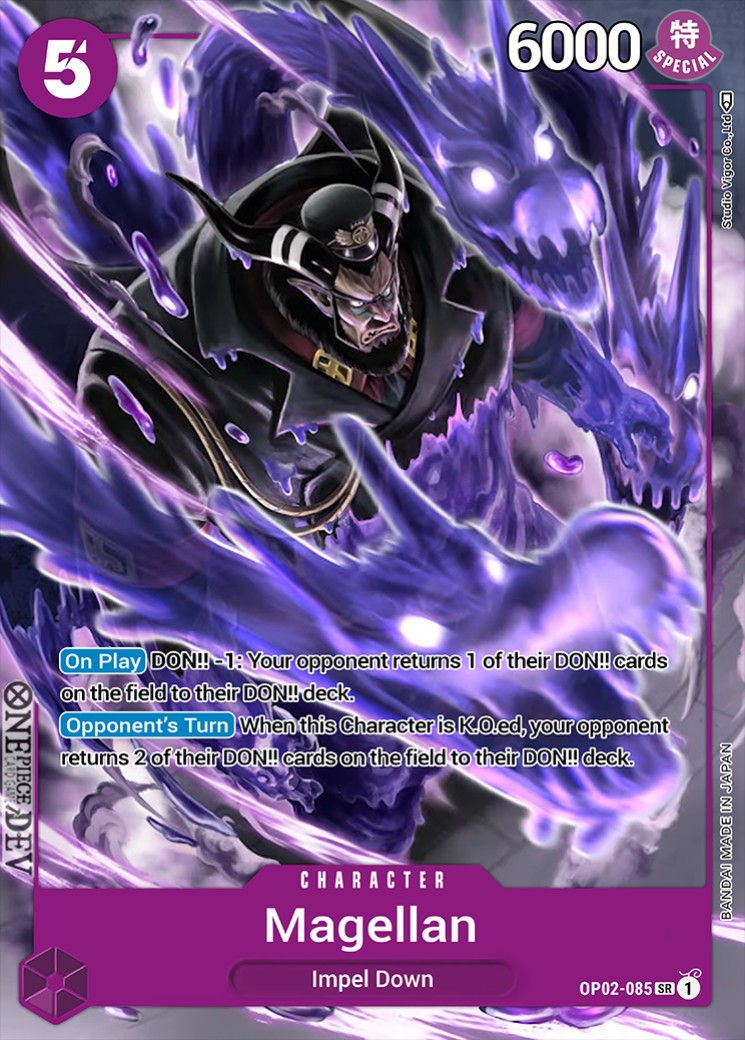 5
6000
特
SPECIAL
Studio Vigor Co.,Ltd
On Play DON!! -1: Your opponent returns 1 of their DON!! cards
on the field to their DON!! deck.
Opponent's Turn When this Character is K.O.ed, your opponent
returns 2 of their DON!! cards on the field to their DON!! deck.
ONE PIECE
CARD GAME
DEV
BANDAI MADE IN JAPAN
CHARACTER
Magellan
Impel Down
OP02-085 SR 1